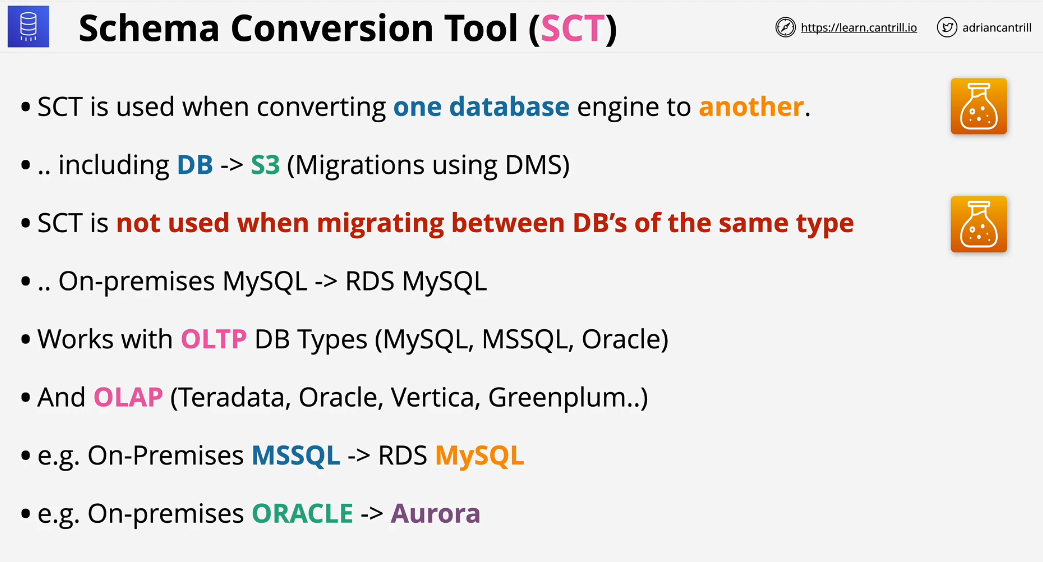 Schema Conversion Tool (SCT)
https://learn.cantrill.io
adriancantrill
• SCT is used when converting one database engine to another.
• .. including DB -> S3 (Migrations using DMS)
• SCT is not used when migrating between DB's of the same type
• .. On-premises MySQL -> RDS MySQL
• Works with OLTP DB Types (MySQL, MSSQL, Oracle)
• And OLAP (Teradata, Oracle, Vertica, Greenplum..)
• e.g. On-Premises MSSQL -> RDS MySQL
• e.g. On-premises ORACLE -> Aurora